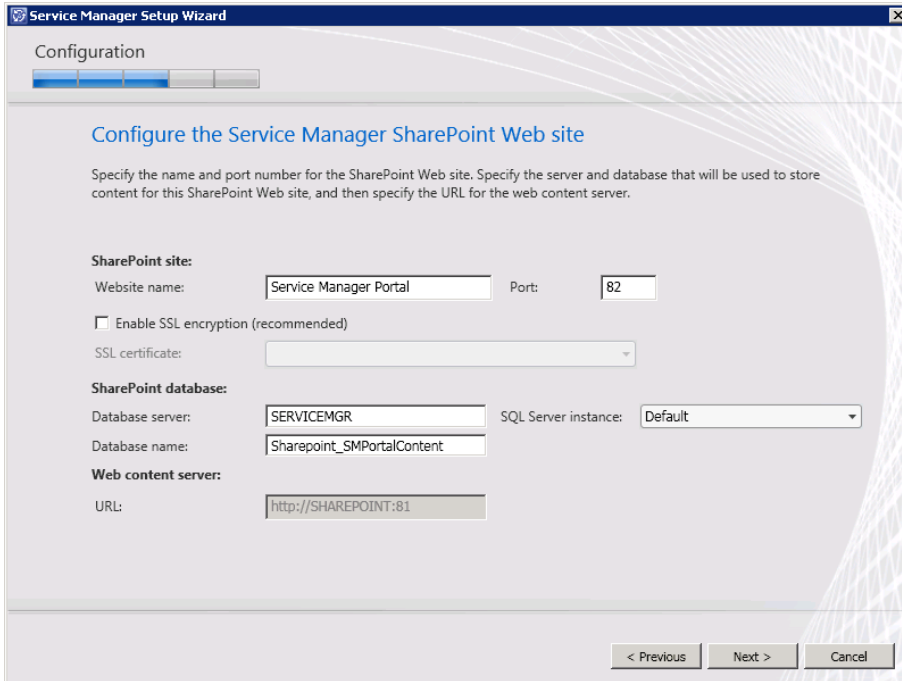 Service Manager Setup Wizard
Configuration
Configure the Service Manager SharePoint Web site
Specify the name and port number for the SharePoint Web site. Specify the server and database that will be used to store
content for this SharePoint Web site, and then specify the URL for the web content server.
SharePoint site:
Website name: Service Manager Portal Port: 82
Enable SSL encryption (recommended)
SSL certificate:
SharePoint database:
Database server: SERVICEMGR SQL Server instance: Default
Database name: Sharepoint_SMPortalContent
Web content server:
URL: http://SHAREPOINT:81
< Previous Next > Cancel